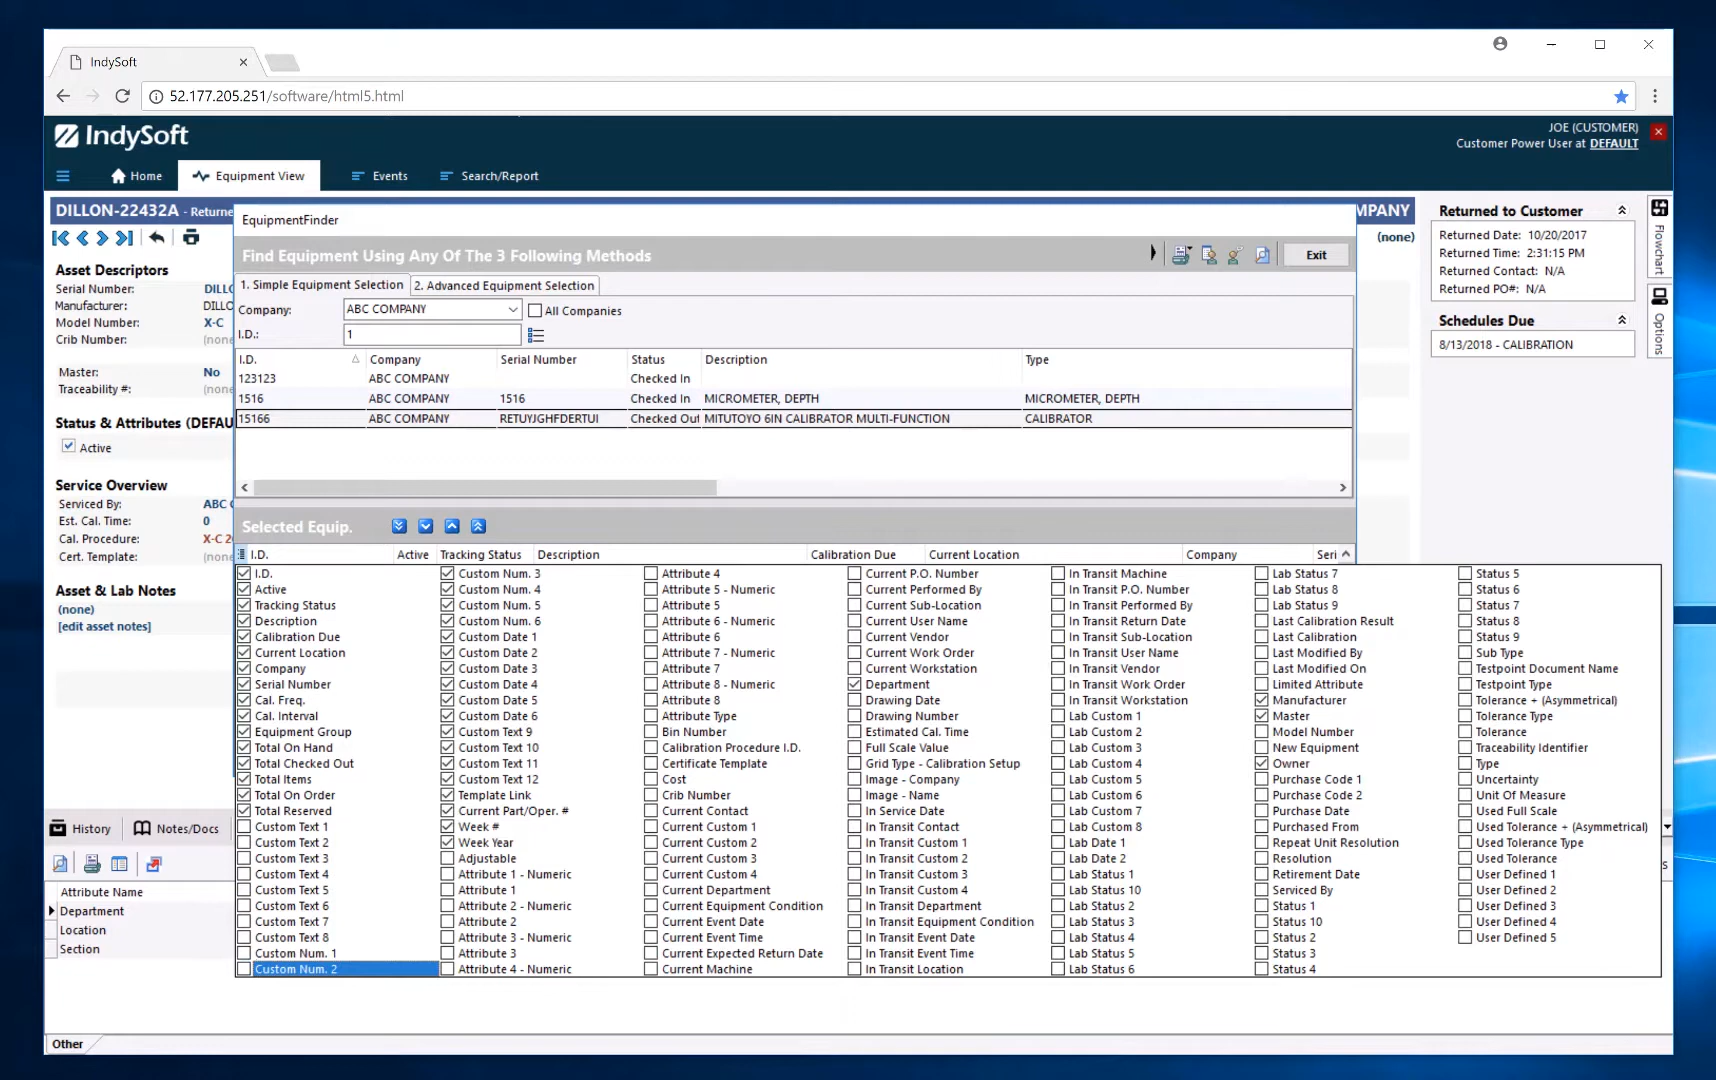 IndySoft
52.177.205.251/software/html5.html
IndySoft
JOE (CUSTOMER)
Customer Power User at DEFAULT
Home
Equipment View
Events
Search/Report
DILLON-22432A - Returne
MPANY
(none)
Asset Descriptors
Serial Number: DILL
Manufacturer: DILLO
Model Number: X-C
Crib Number: (non
Master: No
Traceability #: (non
Status & Attributes (DEFAU
Active
Service Overview
Serviced By: ABC
Est. Cal. Time: 0
Cal. Procedure: X-C 2
Cert. Template: (non
Asset & Lab Notes
(none)
[edit asset notes]
History
Notes/Docs
Attribute Name
Department
Location
Section
Other
EquipmentFinder
Find Equipment Using Any Of The 3 Following Methods
Exit
1. Simple Equipment Selection
2. Advanced Equipment Selection
Company: ABC COMPANY
All Companies
I.D.: 1
I.D. Company Serial Number Status Description Type
123123 ABC COMPANY Checked In
1516 ABC COMPANY 1516 Checked In MICROMETER, DEPTH MICROMETER, DEPTH
15166 ABC COMPANY RETUYJGHFDERTUI Checked Out MITUTOYO 6IN CALIBRATOR MULTI-FUNCTION CALIBRATOR
Selected Equip.
I.D. Active Tracking Status Description Calibration Due Current Location Company Seri
I.D.
Active
Tracking Status
Description
Calibration Due
Current Location
Company
Serial Number
Cal. Freq.
Cal. Interval
Equipment Group
Total On Hand
Total Checked Out
Total Items
Total On Order
Total Reserved
Custom Text 1
Custom Text 2
Custom Text 3
Custom Text 4
Custom Text 5
Custom Text 6
Custom Text 7
Custom Text 8
Custom Num. 1
Custom Num. 2
Custom Num. 3
Custom Num. 4
Custom Num. 5
Custom Num. 6
Custom Date 1
Custom Date 2
Custom Date 3
Custom Date 4
Custom Date 5
Custom Date 6
Custom Text 9
Custom Text 10
Custom Text 11
Custom Text 12
Template Link
Current Part/Oper. #
Week #
Week Year
Adjustable
Attribute 1 - Numeric
Attribute 1
Attribute 2 - Numeric
Attribute 2
Attribute 3 - Numeric
Attribute 3
Attribute 4 - Numeric
Attribute 4
Attribute 5 - Numeric
Attribute 5
Attribute 6 - Numeric
Attribute 6
Attribute 7 - Numeric
Attribute 7
Attribute 8 - Numeric
Attribute 8
Attribute Type
Bin Number
Calibration Procedure I.D.
Certificate Template
Cost
Crib Number
Current Contact
Current Custom 1
Current Custom 2
Current Custom 3
Current Custom 4
Current Department
Current Equipment Condition
Current Event Date
Current Event Time
Current Expected Return Date
Current Machine
Current P.O. Number
Current Performed By
Current Sub-Location
Current User Name
Current Vendor
Current Work Order
Current Workstation
Department
Drawing Date
Drawing Number
Estimated Cal. Time
Full Scale Value
Grid Type - Calibration Setup
Image - Company
Image - Name
In Service Date
In Transit Contact
In Transit Custom 1
In Transit Custom 2
In Transit Custom 3
In Transit Custom 4
In Transit Department
In Transit Equipment Condition
In Transit Event Date
In Transit Event Time
In Transit Location
In Transit Machine
In Transit P.O. Number
In Transit Performed By
In Transit Return Date
In Transit Sub-Location
In Transit User Name
In Transit Vendor
In Transit Work Order
In Transit Workstation
Lab Custom 1
Lab Custom 2
Lab Custom 3
Lab Custom 4
Lab Custom 5
Lab Custom 6
Lab Custom 7
Lab Custom 8
Lab Date 1
Lab Date 2
Lab Status 1
Lab Status 10
Lab Status 2
Lab Status 3
Lab Status 4
Lab Status 5
Lab Status 6
Lab Status 7
Lab Status 8
Lab Status 9
Last Calibration Result
Last Calibration
Last Modified By
Last Modified On
Limited Attribute
Manufacturer
Master
Model Number
New Equipment
Owner
Purchase Code 1
Purchase Code 2
Purchase Date
Purchased From
Repeat Unit Resolution
Resolution
Retirement Date
Serviced By
Status 1
Status 10
Status 2
Status 3
Status 4
Status 5
Status 6
Status 7
Status 8
Status 9
Sub Type
Testpoint Document Name
Testpoint Type
Tolerance + (Asymmetrical)
Tolerance Type
Tolerance
Traceability Identifier
Type
Uncertainty
Unit Of Measure
Used Full Scale
Used Tolerance + (Asymmetrical)
Used Tolerance Type
Used Tolerance
User Defined 1
User Defined 2
User Defined 3
User Defined 4
User Defined 5
Returned to Customer
Returned Date: 10/20/2017
Returned Time: 2:31:15 PM
Returned Contact: N/A
Returned PO#: N/A
Schedules Due
8/13/2018 - CALIBRATION
Flowchart
Options